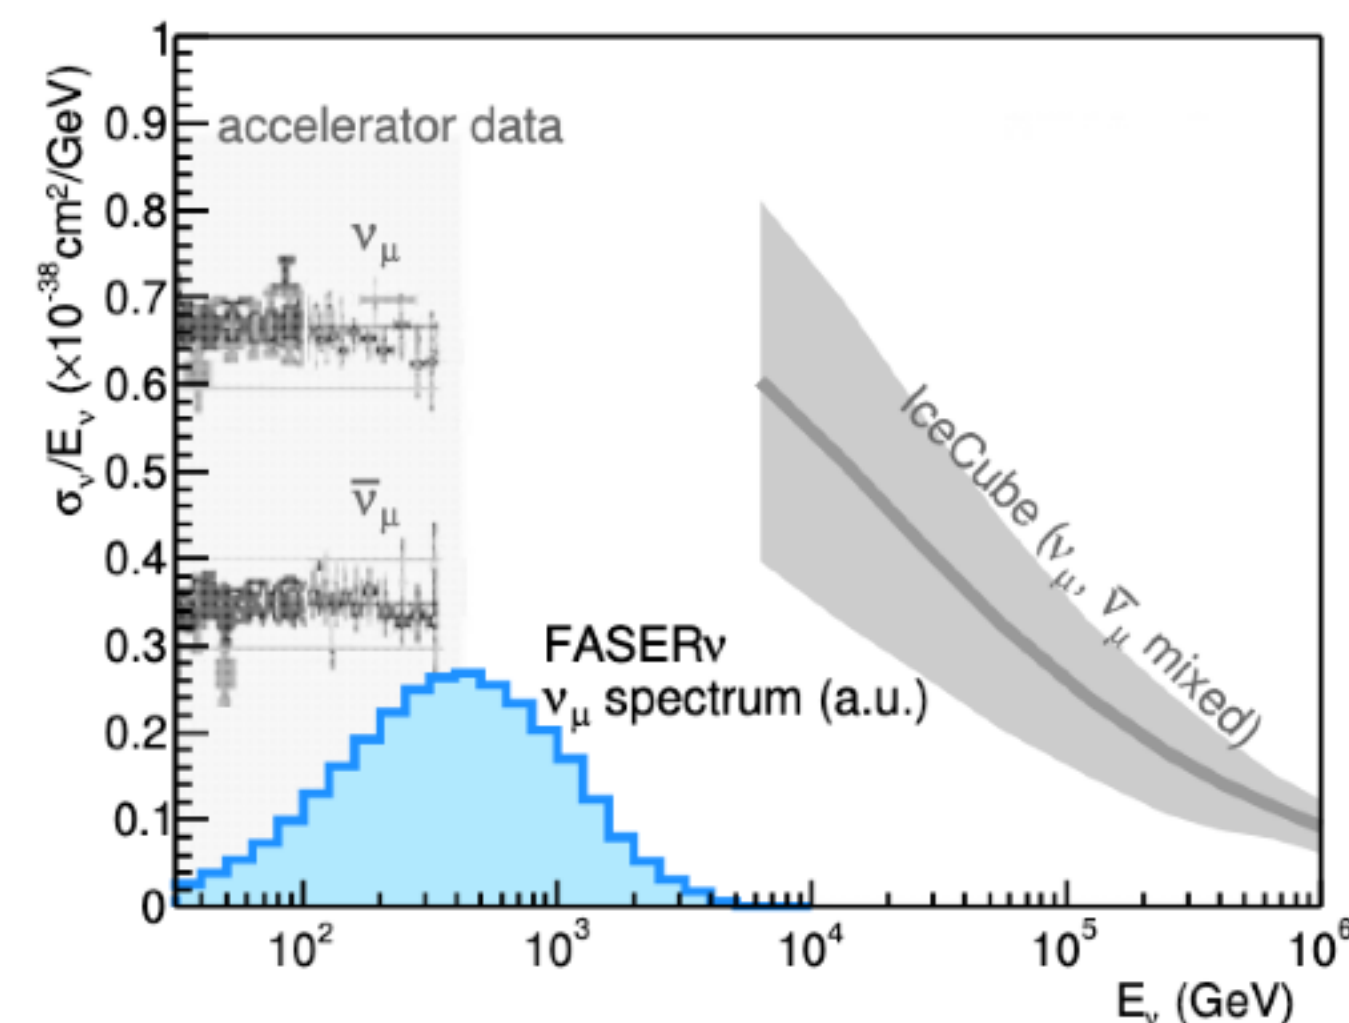 1
0.9
0.8
0.7
0.6
0.5
0.4
0.3
0.2
0.1
0
σν/Eν (×10⁻³⁸cm²/GeV)
accelerator data
νμ
ν̅μ
FASERν
νμ spectrum (a.u.)
IceCube (νμ, ν̅μ mixed)
10²
10³
10⁴
10⁵
10⁶
Eν (GeV)